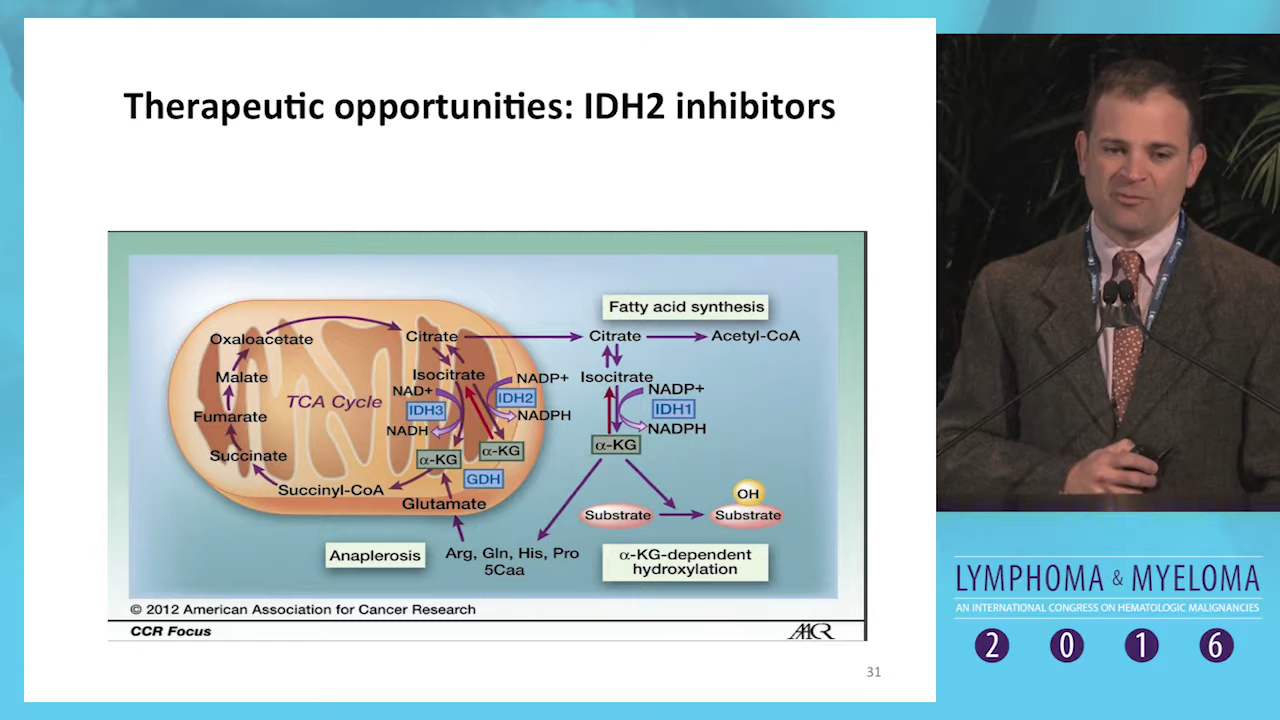 Therapeutic opportunities: IDH2 inhibitors
Fatty acid synthesis
Oxaloacetate
Citrate
Citrate
Acetyl-CoA
Malate
Isocitrate
NADP+
Isocitrate
NADP+
TCA Cycle
NAD+
IDH3
IDH2
IDH1
Fumarate
NADH
NADPH
NADPH
Succinate
α-KG
α-KG
α-KG
GDH
Succinyl-CoA
Glutamate
OH
Substrate
Substrate
Anaplerosis
Arg, Gln, His, Pro
5Caa
α-KG-dependent
hydroxylation
© 2012 American Association for Cancer Research
CCR Focus
AACR
31
LYMPHOMA & MYELOMA
AN INTERNATIONAL CONGRESS ON HEMATOLOGIC MALIGNANCIES
2 0 1 6